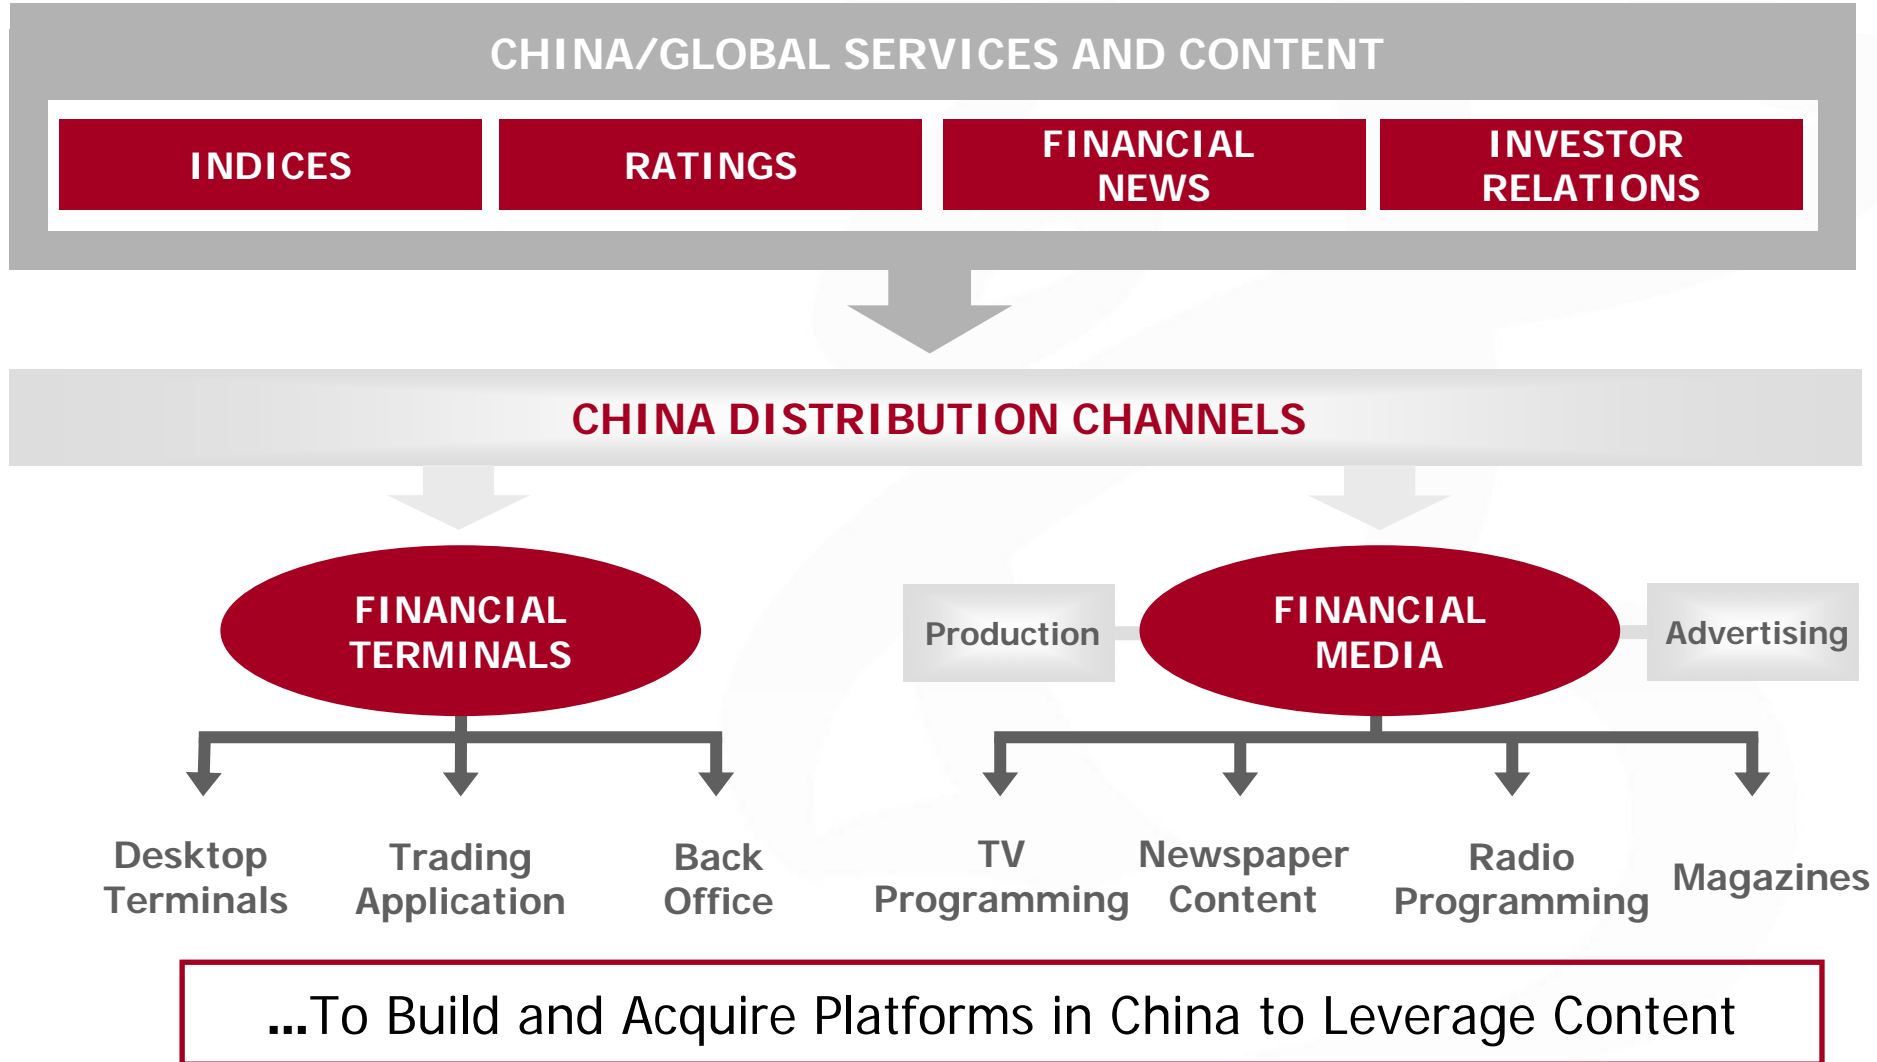 CHINA/GLOBAL SERVICES AND CONTENT
INDICES
RATINGS
FINANCIAL
NEWS
INVESTOR
RELATIONS
CHINA DISTRIBUTION CHANNELS
FINANCIAL
TERMINALS
Production
FINANCIAL
MEDIA
Advertising
Desktop
Terminals
Trading
Application
Back
Office
TV
Programming
Newspaper
Content
Radio
Programming
Magazines
...To Build and Acquire Platforms in China to Leverage Content